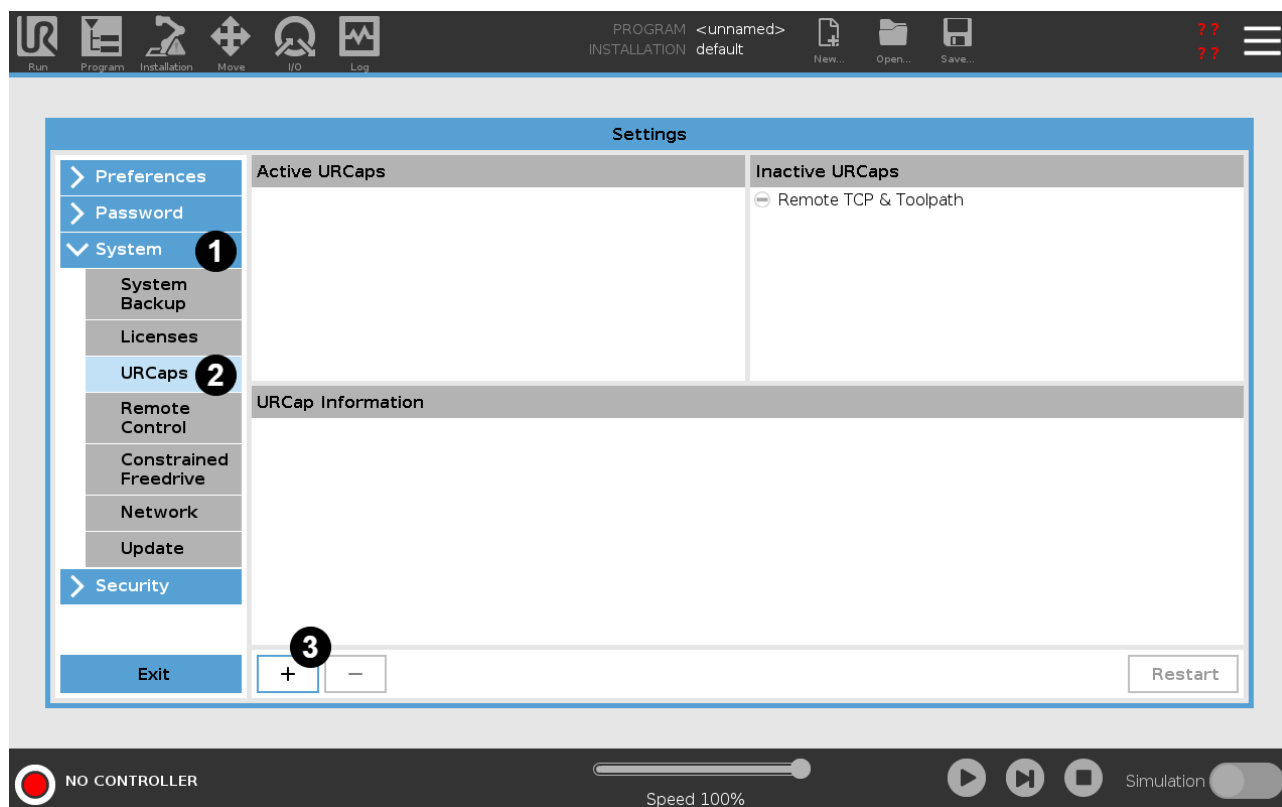 PROGRAM <unnamed>
INSTALLATION default
UR
Run
Program
Installation
Move
I/O
Log
New...
Open...
Save...
? ?
? ?
Settings
Preferences
Password
System
1
System
Backup
Licenses
URCaps
2
Remote
Control
Constrained
Freedrive
Network
Update
Security
Exit
Active URCaps
Inactive URCaps
Remote TCP & Toolpath
URCap Information
3
+
−
Restart
NO CONTROLLER
Speed 100%
Simulation